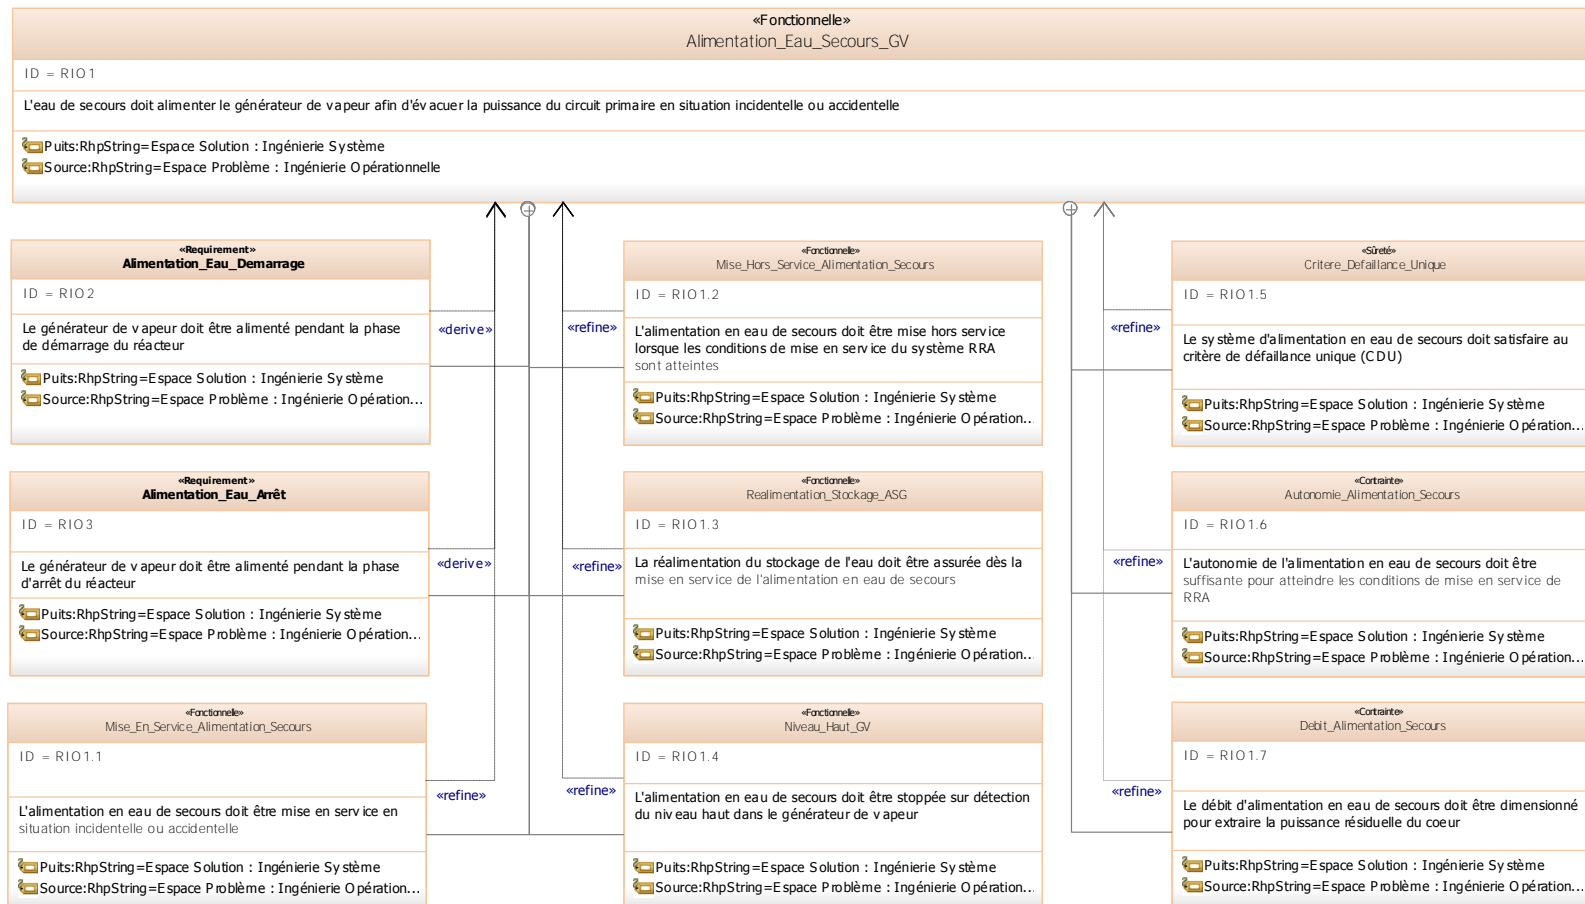 «Fonctionnelle»
Alimentation_Eau_Secours_GV
ID = RIO1
L'eau de secours doit alimenter le générateur de vapeur afin d'évacuer la puissance du circuit primaire en situation incidentelle ou accidentelle
Puits:RhpString=Espace Solution : Ingénierie Système
Source:RhpString=Espace Problème : Ingénierie Opérationnelle
«Requirement»
Alimentation_Eau_Demarrage
ID = RIO2
Le générateur de vapeur doit être alimenté pendant la phase
de démarrage du réacteur
Puits:RhpString=Espace Solution : Ingénierie Système
Source:RhpString=Espace Problème : Ingénierie Opération...
«derive»
«refine»
«Fonctionnelle»
Mise_Hors_Service_Alimentation_Secours
ID = RIO1.2
L'alimentation en eau de secours doit être mise hors service
lorsque les conditions de mise en service du système RRA
sont atteintes
Puits:RhpString=Espace Solution : Ingénierie Système
Source:RhpString=Espace Problème : Ingénierie Opération...
«refine»
«Sûreté»
Critere_Defaillance_Unique
ID = RIO1.5
Le système d'alimentation en eau de secours doit satisfaire au
critère de défaillance unique (CDU)
Puits:RhpString=Espace Solution : Ingénierie Système
Source:RhpString=Espace Problème : Ingénierie Opération...
«Requirement»
Alimentation_Eau_Arrêt
ID = RIO3
Le générateur de vapeur doit être alimenté pendant la phase
d'arrêt du réacteur
Puits:RhpString=Espace Solution : Ingénierie Système
Source:RhpString=Espace Problème : Ingénierie Opération...
«derive»
«refine»
«Fonctionnelle»
Realimentation_Stockage_ASG
ID = RIO1.3
La réalimentation du stockage de l'eau doit être assurée dès la
mise en service de l'alimentation en eau de secours
Puits:RhpString=Espace Solution : Ingénierie Système
Source:RhpString=Espace Problème : Ingénierie Opération...
«refine»
«Contrainte»
Autonomie_Alimentation_Secours
ID = RIO1.6
L'autonomie de l'alimentation en eau de secours doit être
suffisante pour atteindre les conditions de mise en service de
RRA
Puits:RhpString=Espace Solution : Ingénierie Système
Source:RhpString=Espace Problème : Ingénierie Opération...
«Fonctionnelle»
Mise_En_Service_Alimentation_Secours
ID = RIO1.1
L'alimentation en eau de secours doit être mise en service en
situation incidentelle ou accidentelle
Puits:RhpString=Espace Solution : Ingénierie Système
Source:RhpString=Espace Problème : Ingénierie Opération...
«refine»
«refine»
«Fonctionnelle»
Niveau_Haut_GV
ID = RIO1.4
L'alimentation en eau de secours doit être stoppée sur détection
du niveau haut dans le générateur de vapeur
Puits:RhpString=Espace Solution : Ingénierie Système
Source:RhpString=Espace Problème : Ingénierie Opération...
«refine»
«Contrainte»
Debit_Alimentation_Secours
ID = RIO1.7
Le débit d'alimentation en eau de secours doit être dimensionné
pour extraire la puissance résiduelle du coeur
Puits:RhpString=Espace Solution : Ingénierie Système
Source:RhpString=Espace Problème : Ingénierie Opération...